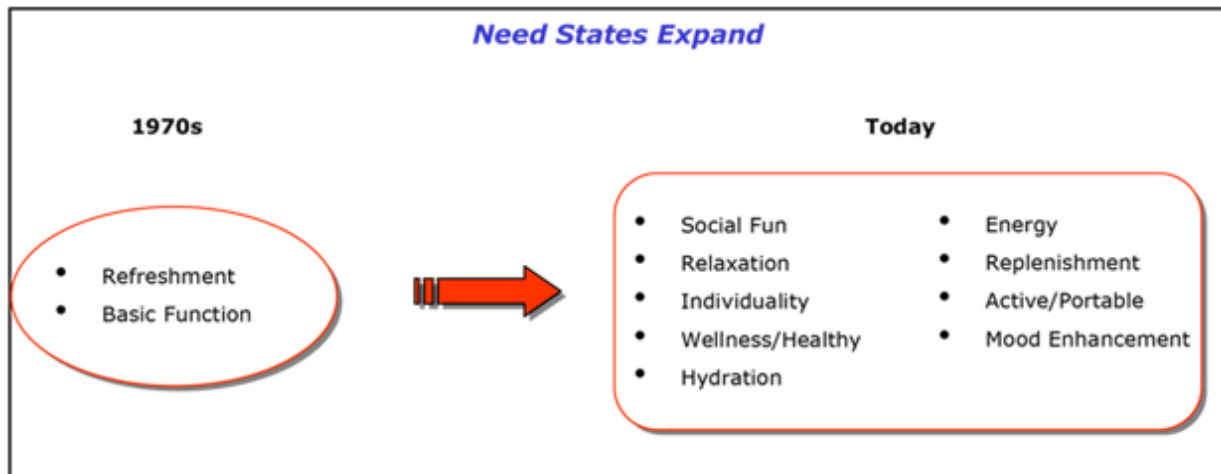 Need States Expand
1970s
Today
• Refreshment
• Basic Function
• Social Fun
• Relaxation
• Individuality
• Wellness/Healthy
• Hydration
• Energy
• Replenishment
• Active/Portable
• Mood Enhancement